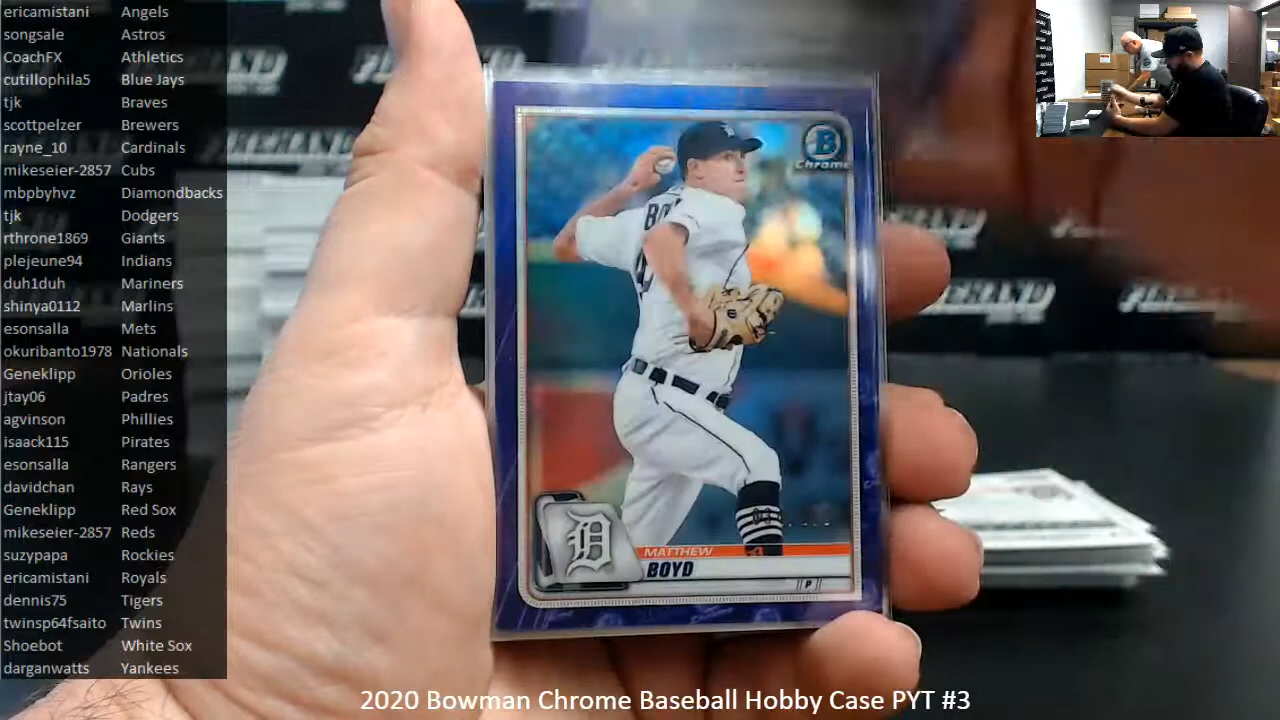 ericamistani Angels
songsale Astros
CoachFX Athletics
cutillophila5 Blue Jays
tjk Braves
scottpelzer Brewers
rayne_10 Cardinals
mikeseier-2857 Cubs
mbpbyhvz Diamondbacks
tjk Dodgers
rthrone1869 Giants
plejeune94 Indians
duh1duh Mariners
shinya0112 Marlins
esonsalla Mets
okuribanto1978 Nationals
Geneklipp Orioles
jtay06 Padres
agvinson Phillies
isaack115 Pirates
esonsalla Rangers
davidchan Rays
Geneklipp Red Sox
mikeseier-2857 Reds
suzypapa Rockies
ericamistani Royals
dennis75 Tigers
twinsp64fsaito Twins
Shoebot White Sox
darganwatts Yankees
B
Chrome
D
MATTHEW
BOYD
P
2020 Bowman Chrome Baseball Hobby Case PYT #3